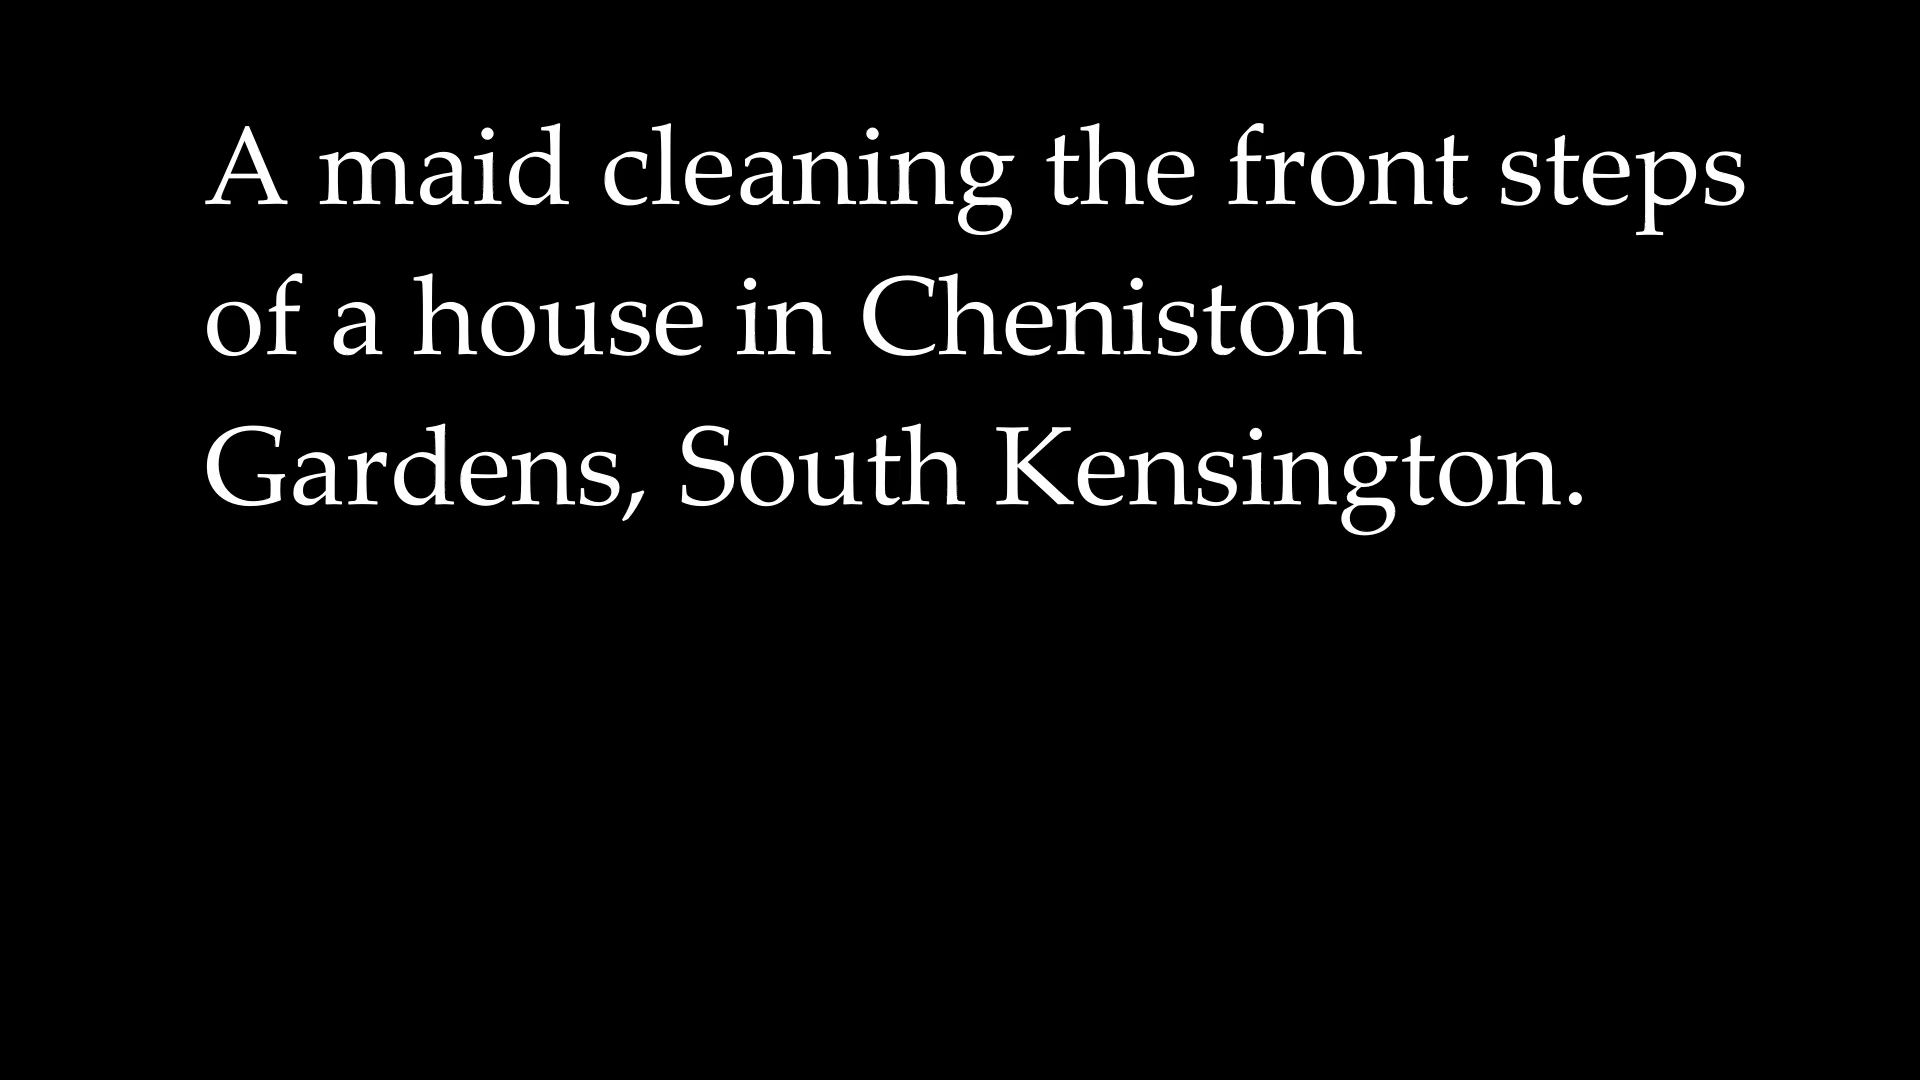 A maid cleaning the front steps
of a house in Cheniston
Gardens, South Kensington.